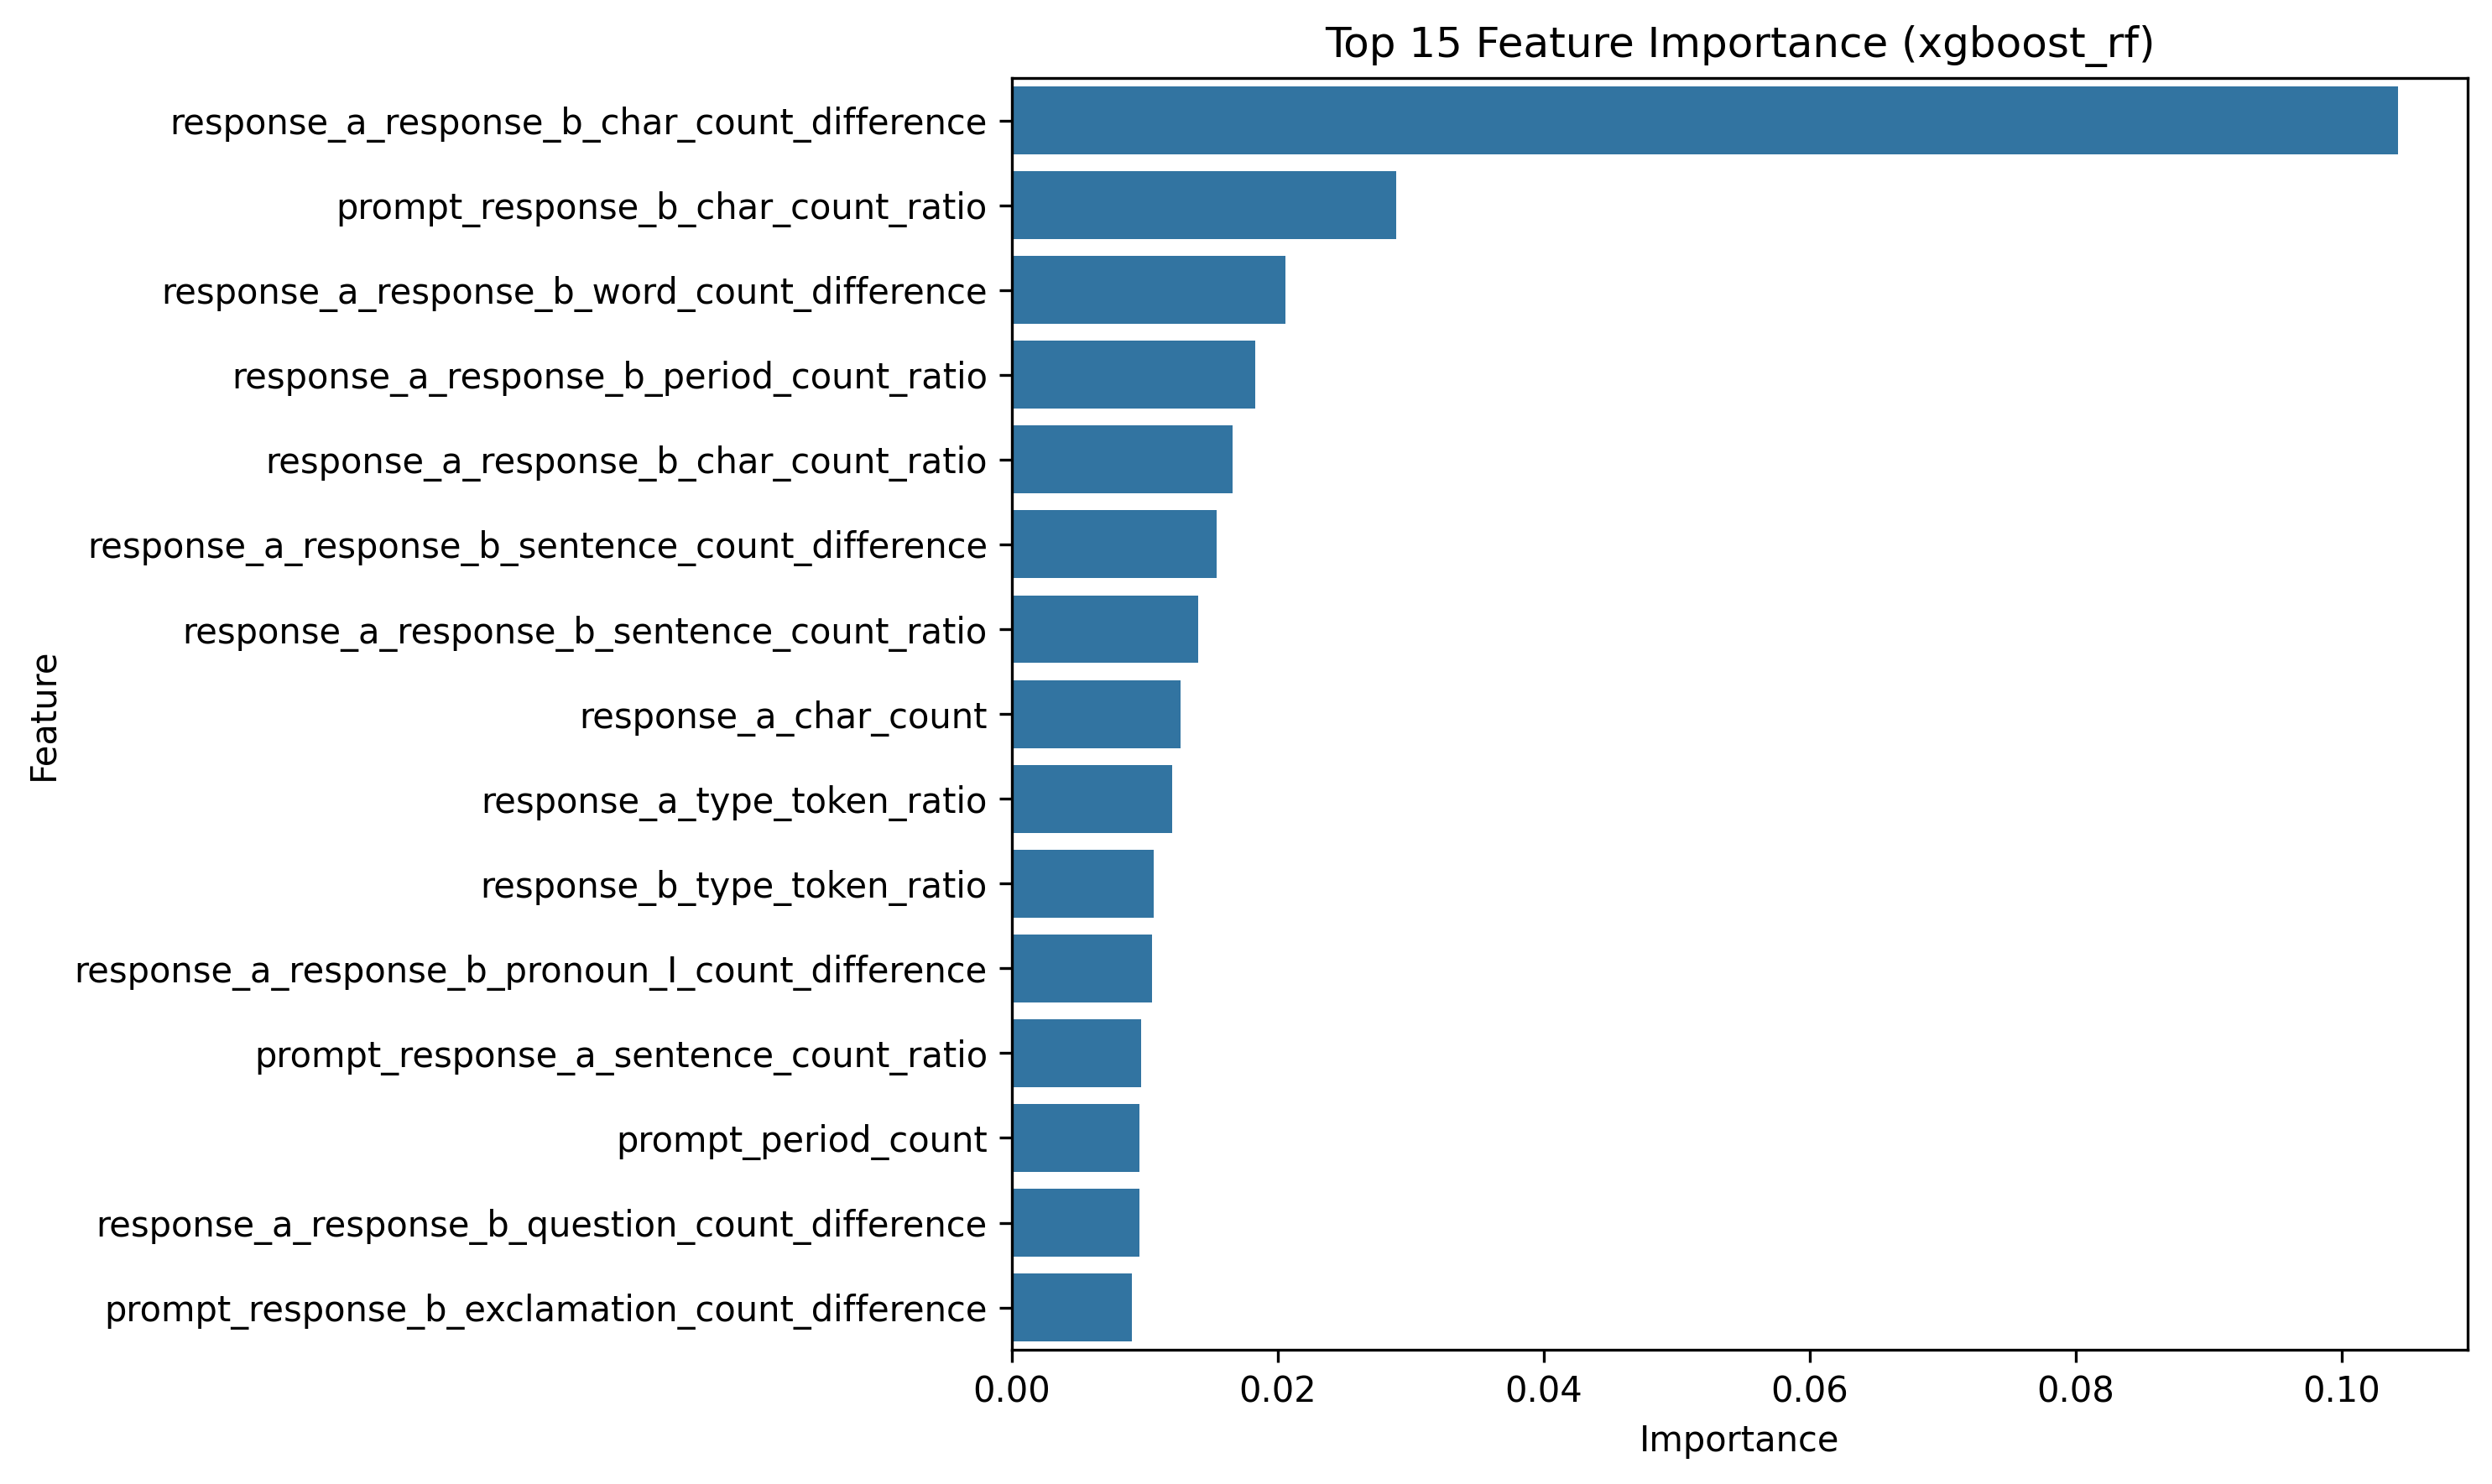 Top 15 Feature Importance (xgboost_rf)
response_a_response_b_char_count_difference
prompt_response_b_char_count_ratio
response_a_response_b_word_count_difference
response_a_response_b_period_count_ratio
response_a_response_b_char_count_ratio
response_a_response_b_sentence_count_difference
response_a_response_b_sentence_count_ratio
response_a_char_count
response_a_type_token_ratio
response_b_type_token_ratio
response_a_response_b_pronoun_I_count_difference
prompt_response_a_sentence_count_ratio
prompt_period_count
response_a_response_b_question_count_difference
prompt_response_b_exclamation_count_difference
Feature
0.00 0.02 0.04 0.06 0.08 0.10
Importance